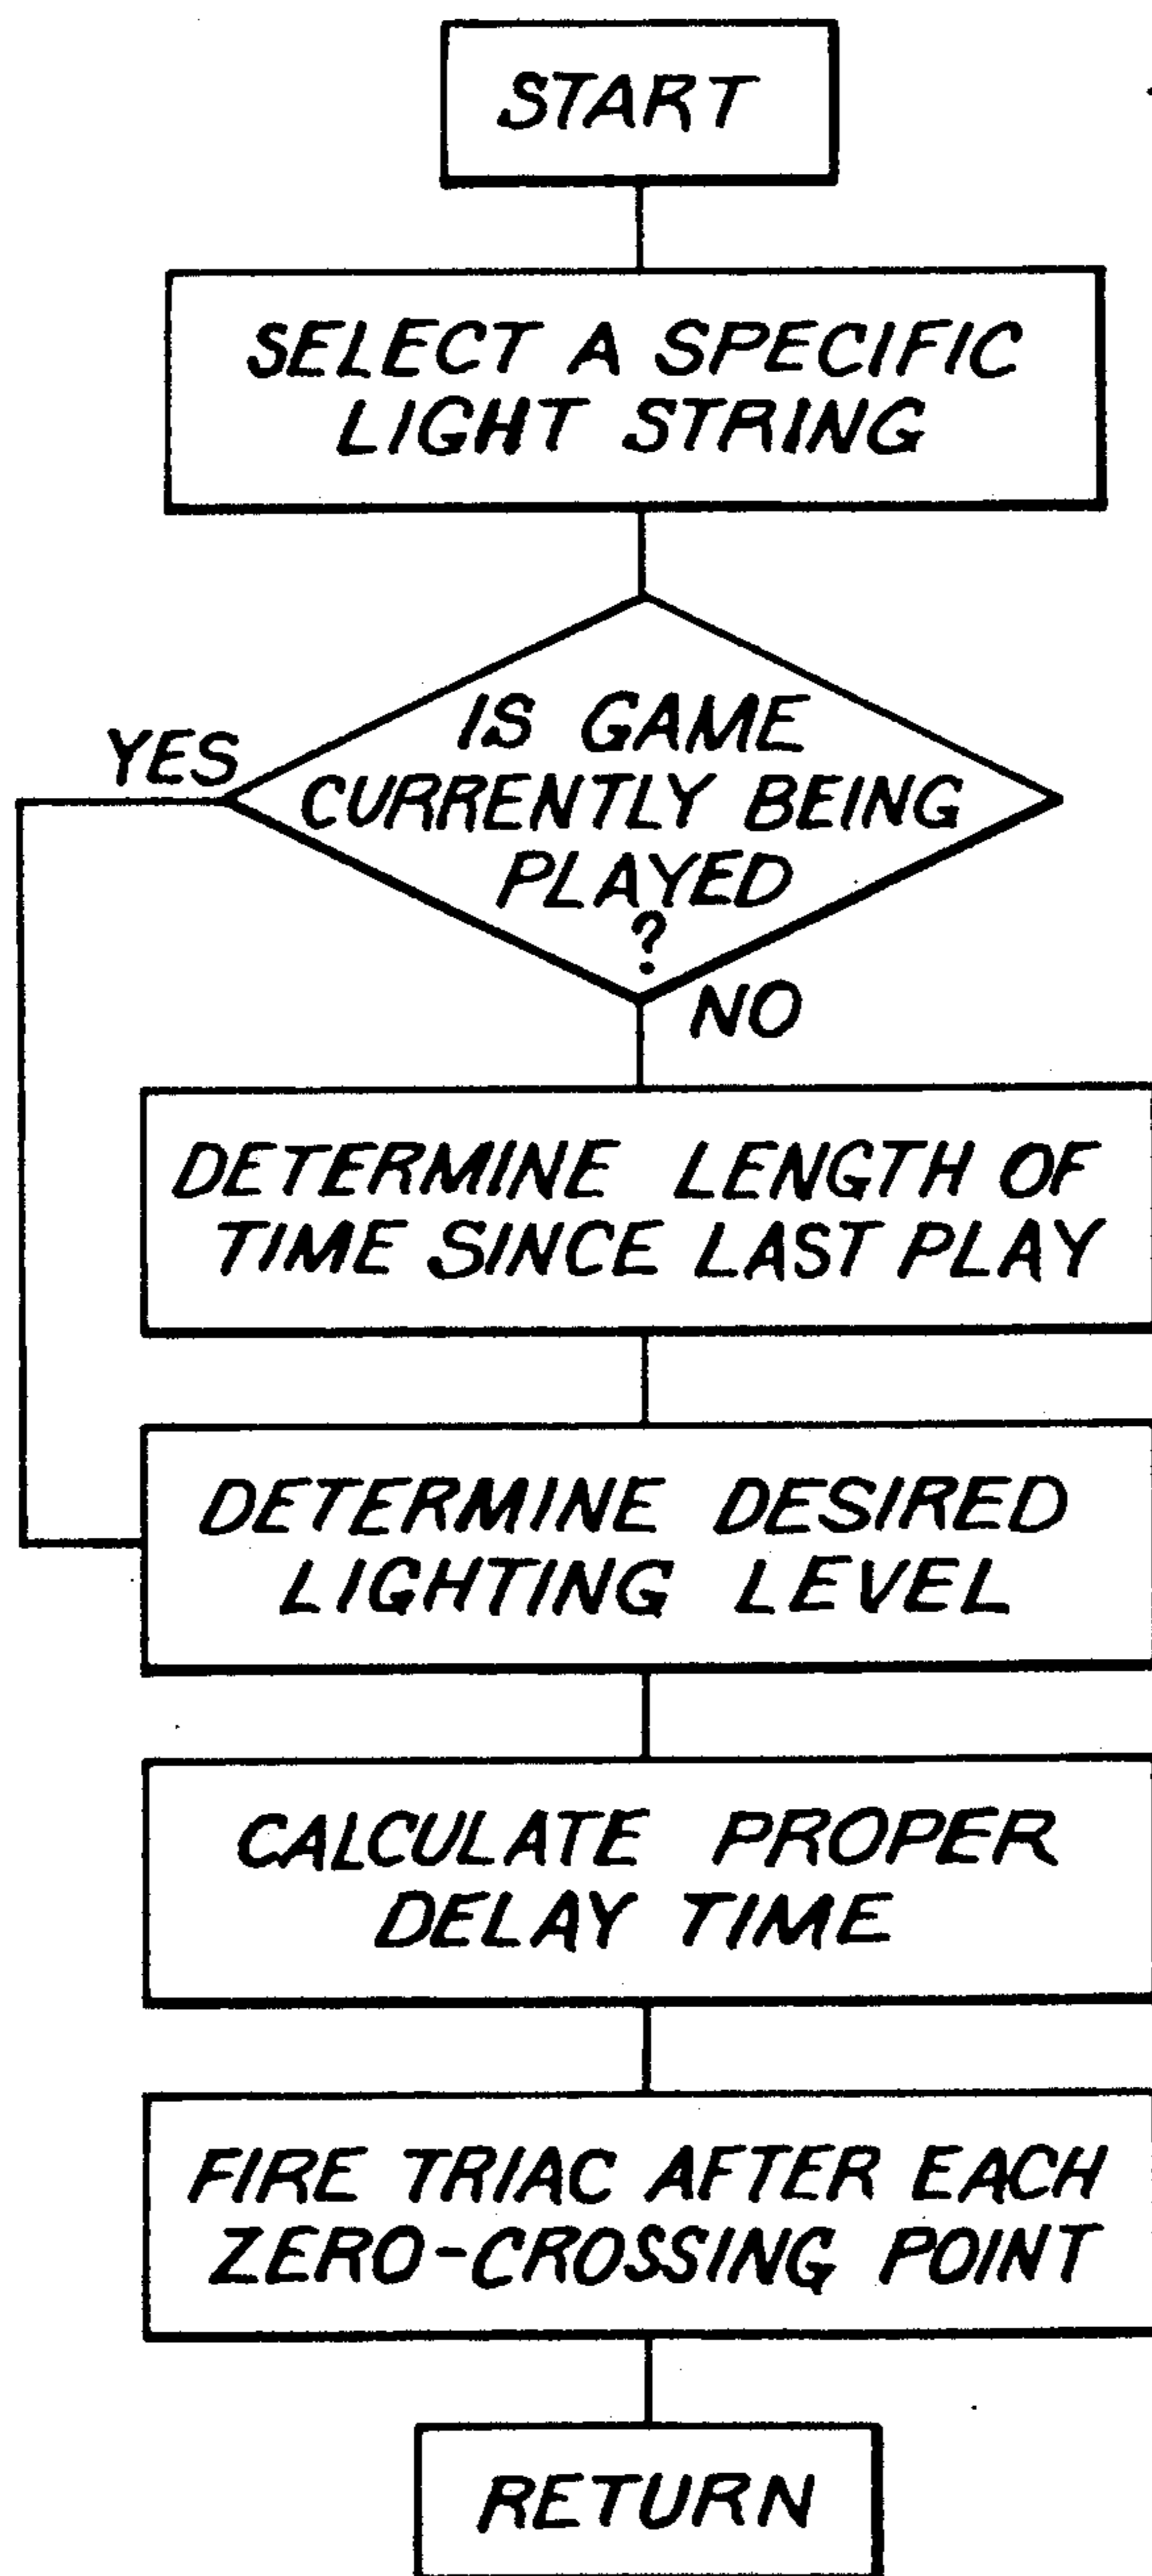 START
SELECT A SPECIFIC
LIGHT STRING
IS GAME
CURRENTLY BEING
PLAYED
?
YES
NO
DETERMINE LENGTH OF
TIME SINCE LAST PLAY
DETERMINE DESIRED
LIGHTING LEVEL
CALCULATE PROPER
DELAY TIME
FIRE TRIAC AFTER EACH
ZERO-CROSSING POINT
RETURN